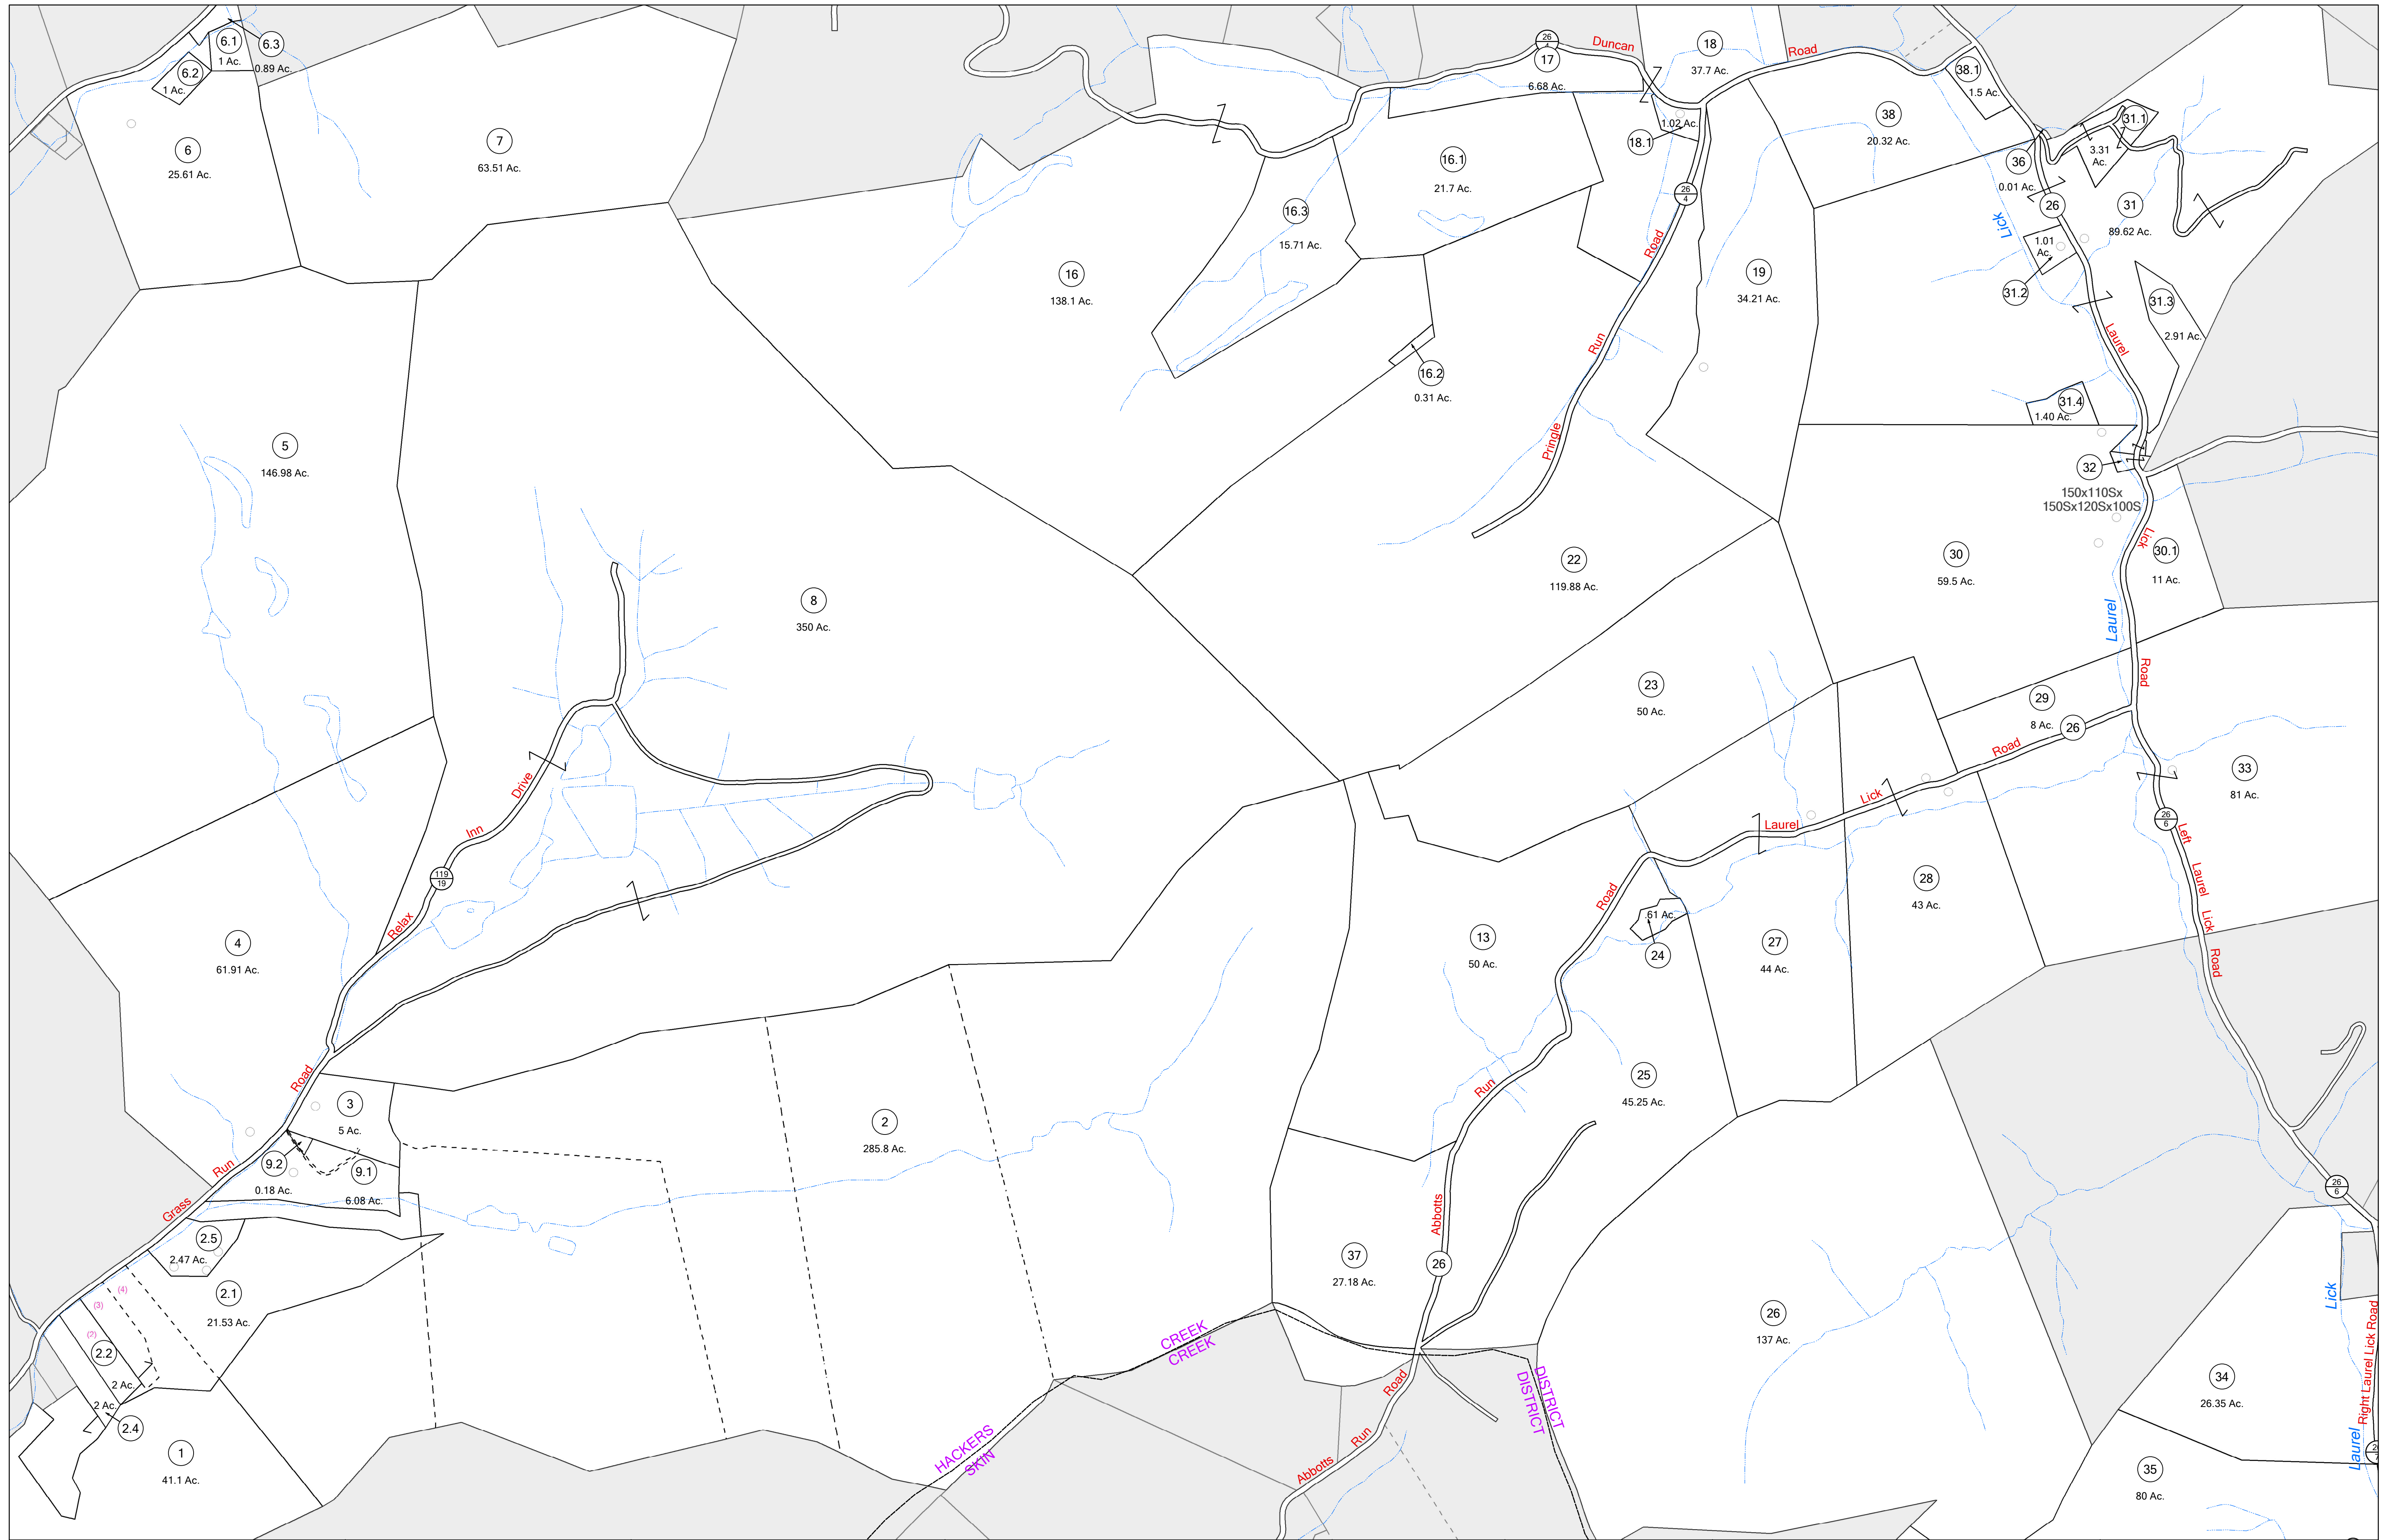 6.1
1 Ac.
6.3
0.89 Ac.
6.2
1 Ac.
6
25.61 Ac.
7
63.51 Ac.
26
4
17
6.68 Ac.
Duncan
18
37.7 Ac.
Road
38.1
1.5 Ac.
38
20.32 Ac.
1.02 Ac.
18.1
31.1
3.31
Ac.
36
0.01 Ac.
26
31
89.62 Ac.
Lick
1.01
Ac.
31.2
31.3
2.91 Ac.
Laurel
31.4
1.40 Ac.
16.1
21.7 Ac.
16.3
15.71 Ac.
16
138.1 Ac.
16.2
0.31 Ac.
26
4
Road
Run
Pringle
19
34.21 Ac.
5
146.98 Ac.
32
150x110Sx
150Sx120Sx100S
Lick
30.1
11 Ac.
30
59.5 Ac.
22
119.88 Ac.
8
350 Ac.
Laurel
Road
23
50 Ac.
29
8 Ac.
26
Road
Lick
Laurel
33
81 Ac.
26
6
Left
Laurel
Lick
Road
Drive
Inn
119
19
Relax
4
61.91 Ac.
13
50 Ac.
Road
.61 Ac.
24
27
44 Ac.
28
43 Ac.
Road
3
5 Ac.
2
285.8 Ac.
Run
25
45.25 Ac.
9.2
0.18 Ac.
9.1
6.08 Ac.
Run
Grass
2.5
2.47 Ac.
2.1
21.53 Ac.
(4)
(3)
(2)
2.2
2 Ac.
2 Ac.
2.4
1
41.1 Ac.
Abbotts
26
37
27.18 Ac.
26
137 Ac.
26
6
Lick
Right Laurel Lick Road
Laurel
34
26.35 Ac.
35
80 Ac.
CREEK
CREEK
HACKERS
SKIN
DISTRICT
DISTRICT
Road
Run
Abbotts